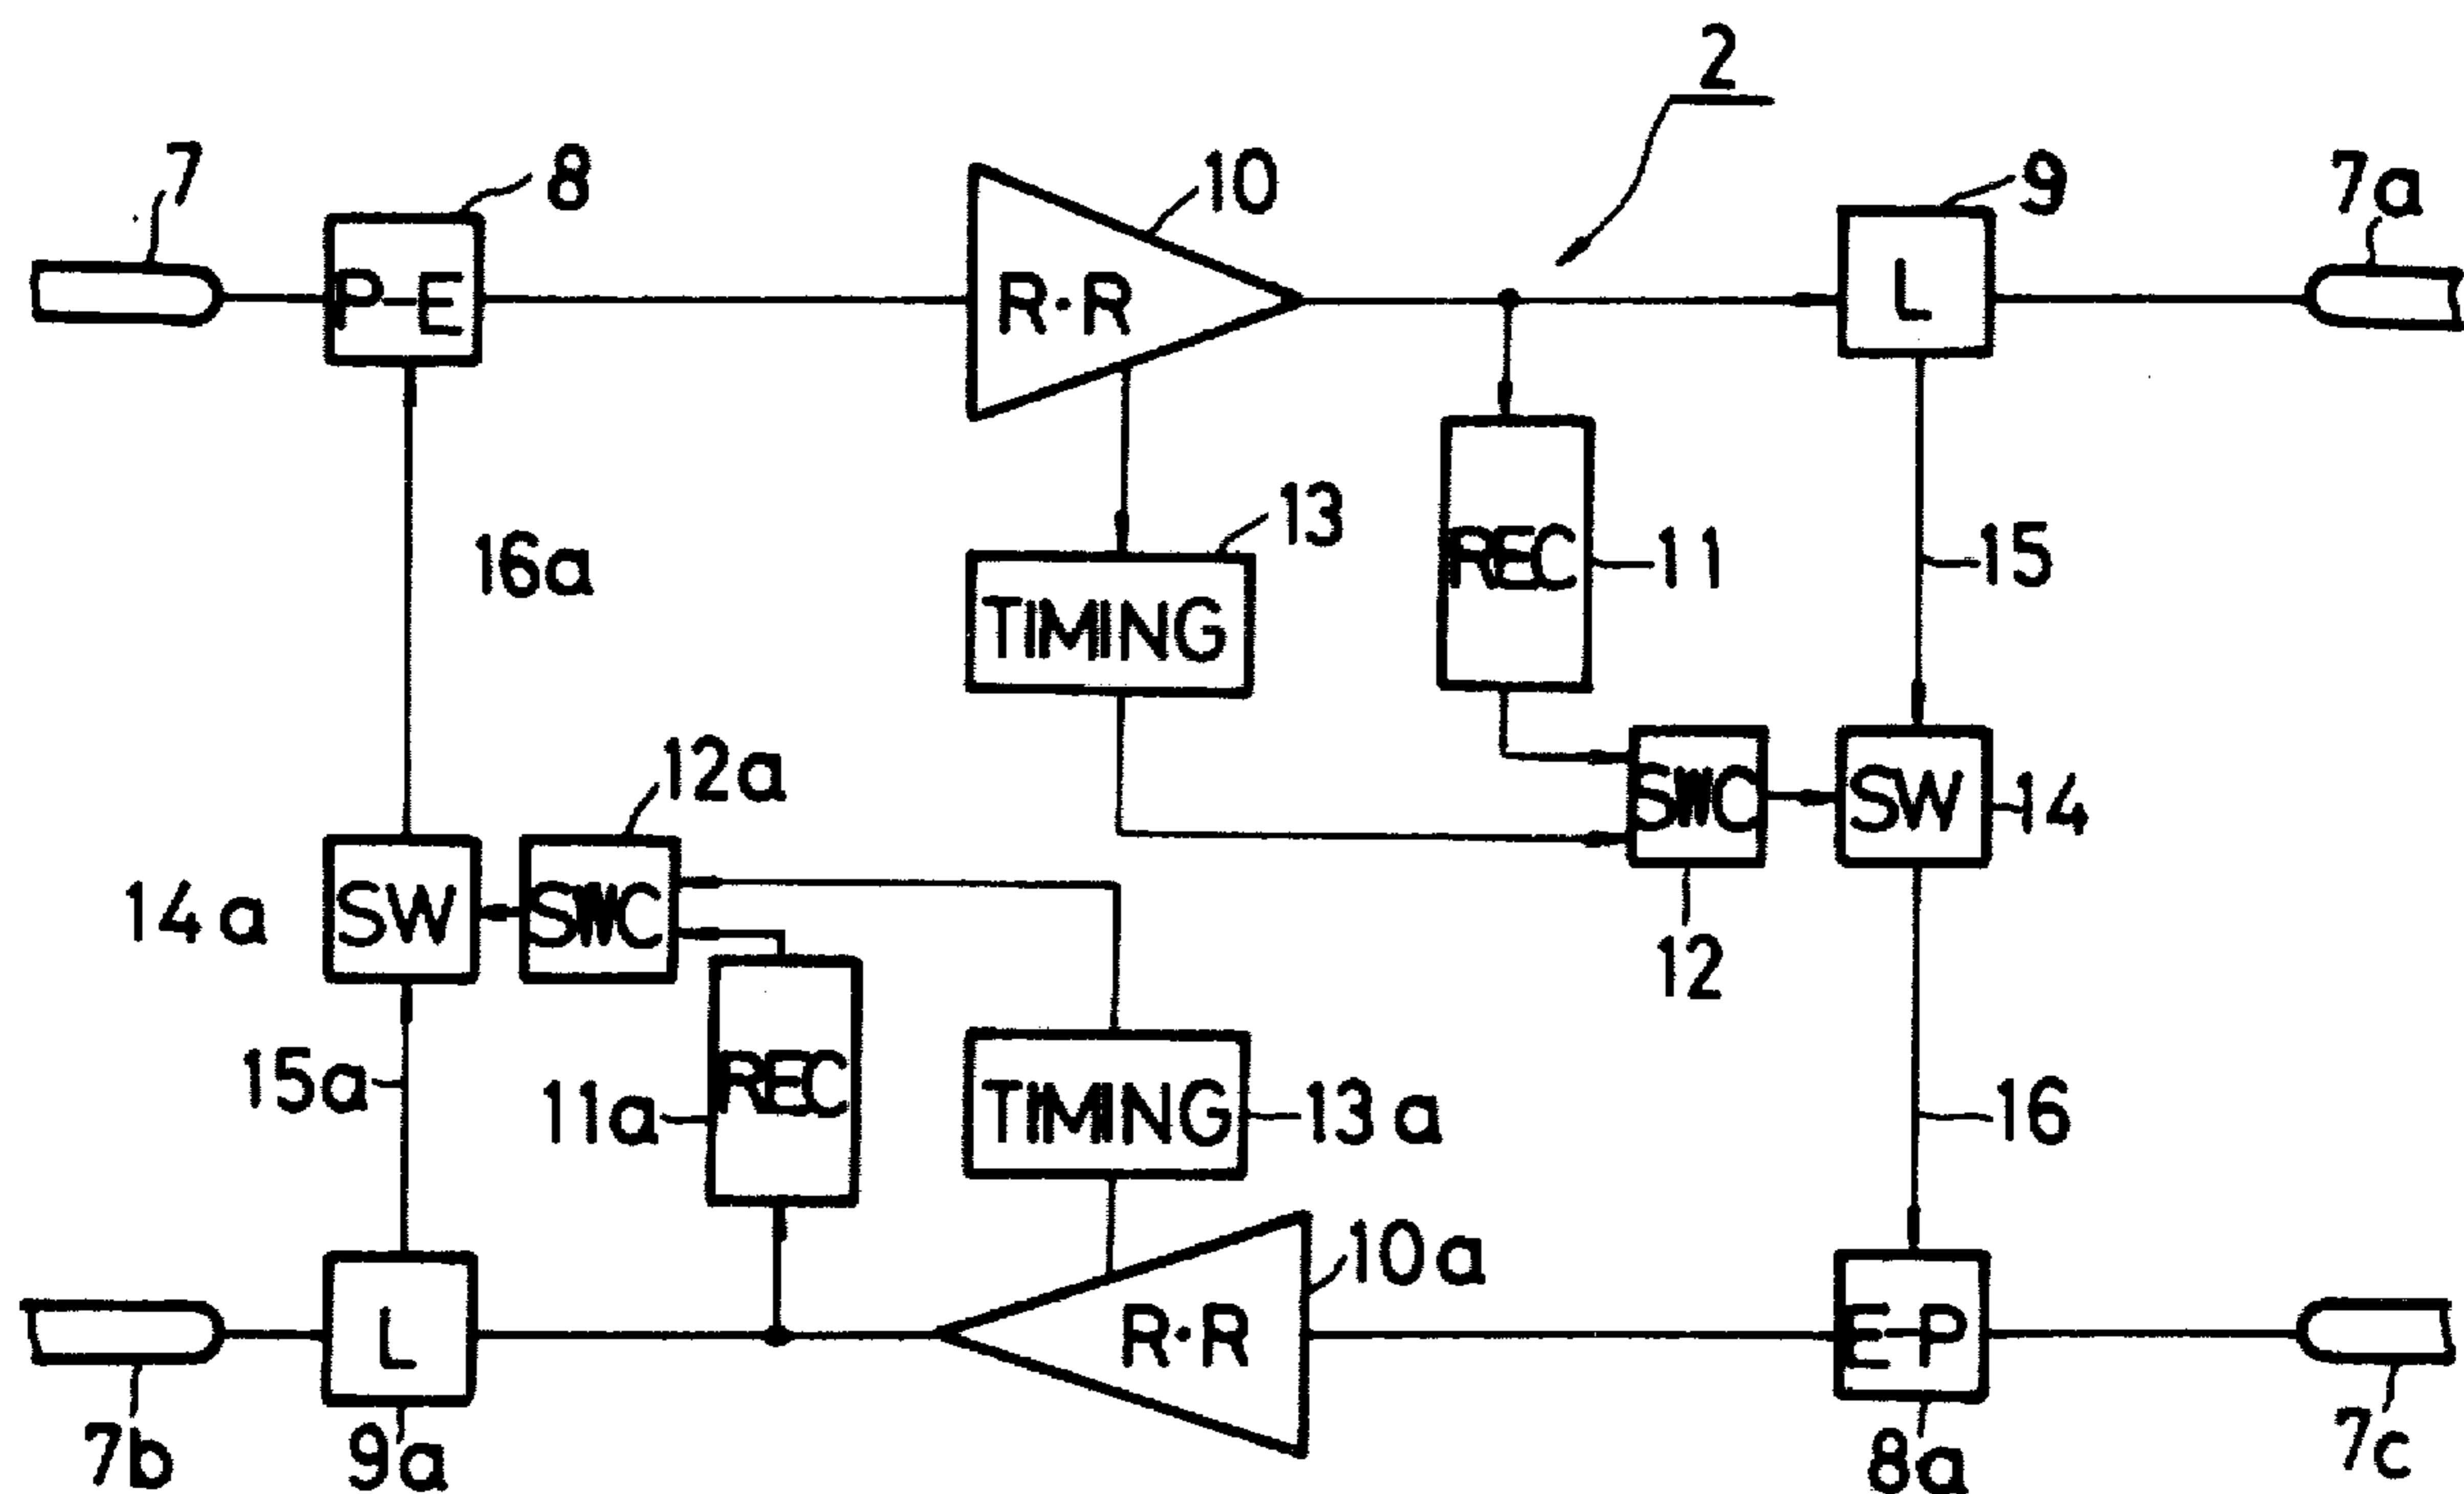 2
7
8
10
9
7a
P-E
R·R
L
13
16a
REC
11
15
TIMING
12a
SWC
SW
14
14a
SW
SWC
12
15a
11a
REC
TIMING
13a
16
10a
L
R·R
E-P
7b
9a
8a
7c